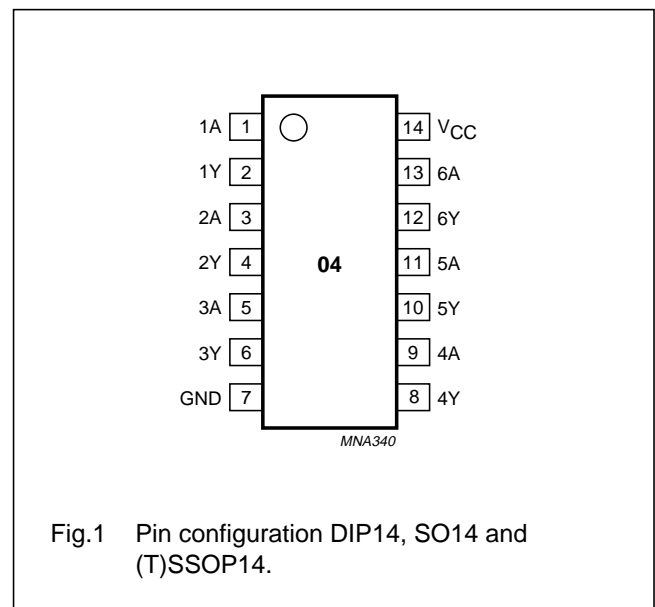 1A 1 14 VCC
1Y 2 13 6A
2A 3 12 6Y
2Y 4 04 11 5A
3A 5 10 5Y
3Y 6 9 4A
GND 7 8 4Y
MNA340
Fig.1 Pin configuration DIP14, SO14 and
(T)SSOP14.